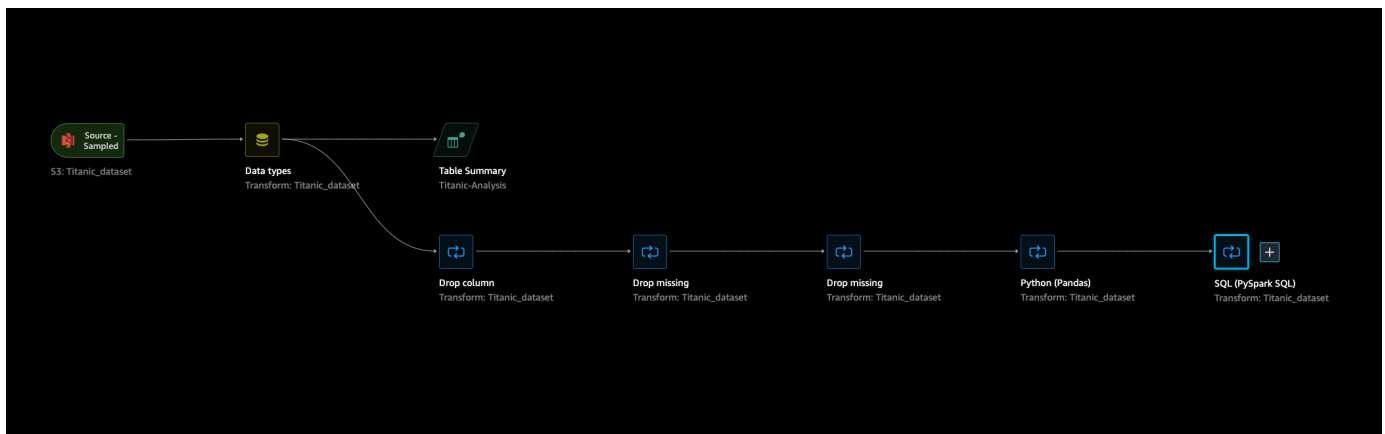 Source -
Sampled
S3: Titanic_dataset
Data types
Transform: Titanic_dataset
Table Summary
Titanic-Analysis
Drop column
Transform: Titanic_dataset
Drop missing
Transform: Titanic_dataset
Drop missing
Transform: Titanic_dataset
Python (Pandas)
Transform: Titanic_dataset
SQL (PySpark SQL)
Transform: Titanic_dataset